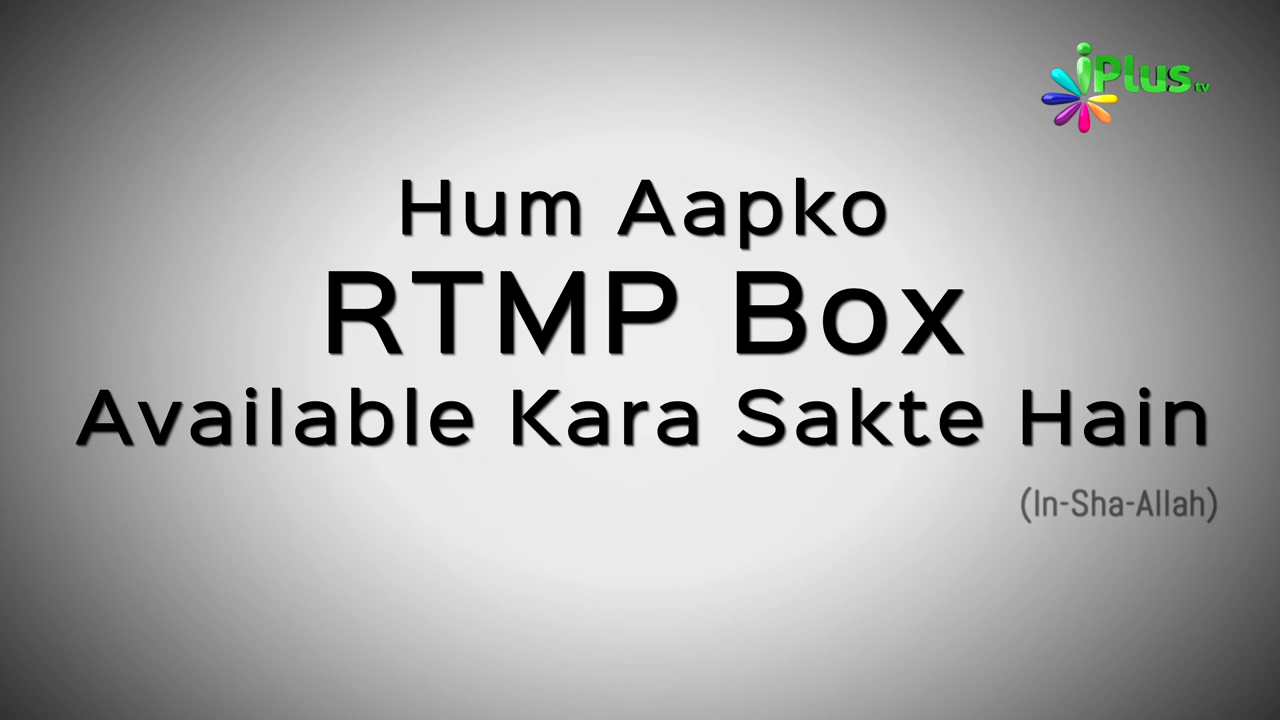 iPlus tv
Hum Aapko
RTMP Box
Available Kara Sakte Hain
(In-Sha-Allah)